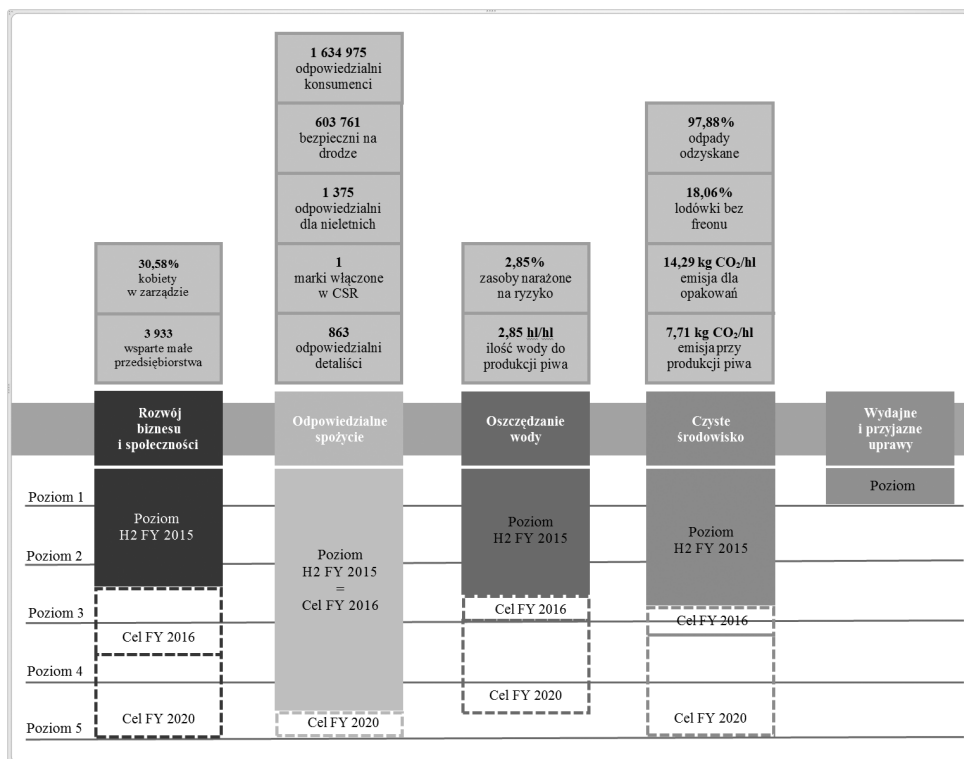 1 634 975
odpowiedzialni
konsumenci
603 761
bezpieczni na
drodze
1 375
odpowiedzialni
dla nieletnich
1
marki włączone
w CSR
863
odpowiedzialni
detaliści
97,88%
odpady
odzyskane
18,06%
lodówki bez
freonu
14,29 kg CO₂/hl
emisja dla
opakowań
7,71 kg CO₂/hl
emisja przy
produkcji piwa
30,58%
kobiety
w zarządzie
3 933
wsparte małe
przedsiębiorstwa
2,85%
zasoby narażone
na ryzyko
2,85 hl/hl
ilość wody do
produkcji piwa
Rozwój
biznesu
i społeczności
Odpowiedzialne
spożycie
Oszczędzanie
wody
Czyste
środowisko
Wydajne
i przyjazne
uprawy
Poziom 1
Poziom 2
Poziom 3
Poziom 4
Poziom 5
Poziom
H2 FY 2015
Cel FY 2016
Cel FY 2020
Poziom
H2 FY 2015
=
Cel FY 2016
Cel FY 2020
Poziom
H2 FY 2015
Cel FY 2016
Cel FY 2020
Poziom
H2 FY 2015
Cel FY 2016
Cel FY 2020
Poziom